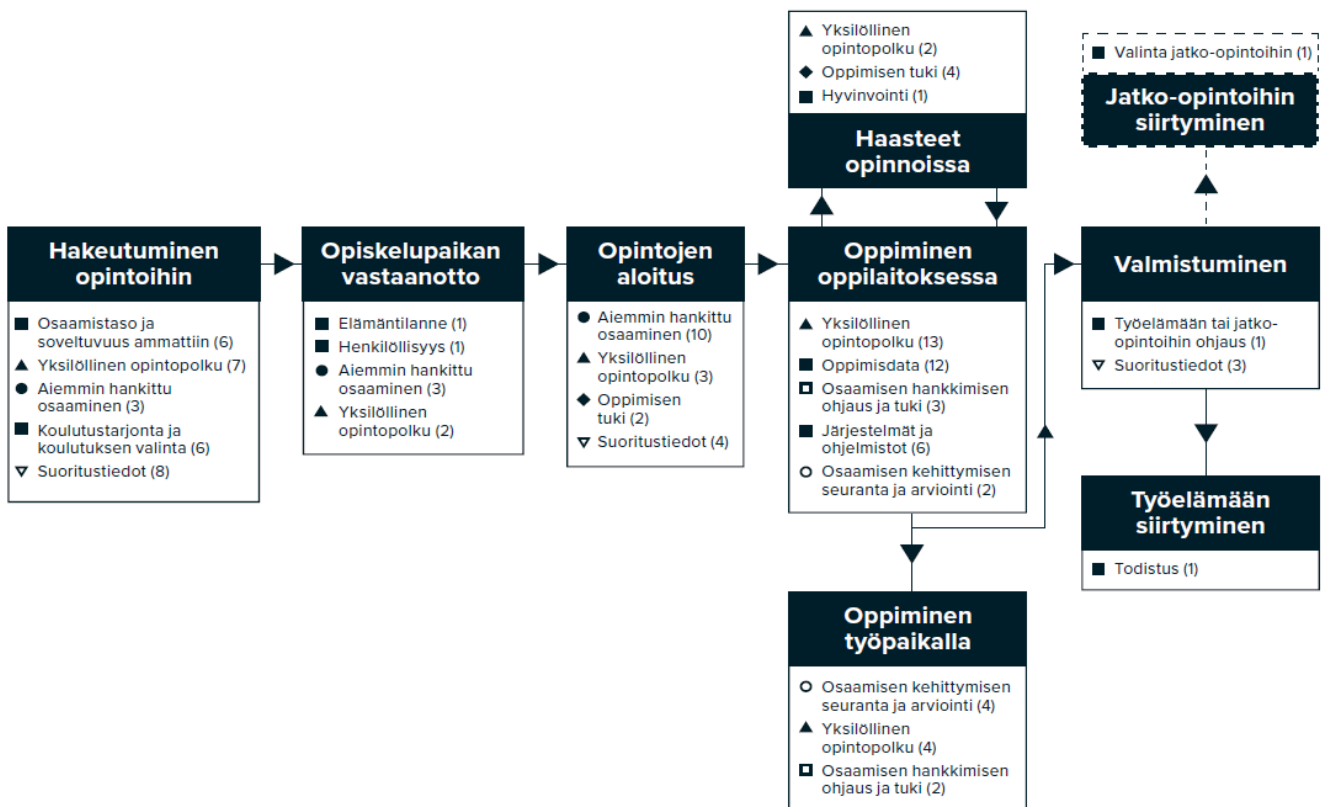 Yksilöllinen
opintopolku (2)
Oppimisen tuki (4)
Hyvinvointi (1)
Haasteet
opinnoissa
Valinta jatko-opintoihin (1)
Jatko-opintoihin
siirtyminen
Hakeutuminen
opintoihin
Osaamistaso ja
soveltuvuus ammattiin (6)
Yksilöllinen opintopolku (7)
Aiemmin hankittu
osaaminen (3)
Koulutustarjonta ja
koulutuksen valinta (6)
Suoritustiedot (8)
Opiskelupaikan
vastaanotto
Elämäntilanne (1)
Henkilöllisyys (1)
Aiemmin hankittu
osaaminen (3)
Yksilöllinen
opintopolku (2)
Opintojen
aloitus
Aiemmin hankittu
osaaminen (10)
Yksilöllinen
opintopolku (3)
Oppimisen
tuki (2)
Suoritustiedot (4)
Oppiminen
oppilaitoksessa
Yksilöllinen
opintopolku (13)
Oppimisdata (12)
Osaamisen hankkimisen
ohjaus ja tuki (3)
Järjestelmät ja
ohjelmistot (6)
Osaamisen kehittymisen
seuranta ja arviointi (2)
Valmistuminen
Työelämään tai jatko-
opintoihin ohjaus (1)
Suoritustiedot (3)
Työelämään
siirtyminen
Todistus (1)
Oppiminen
työpaikalla
Osaamisen kehittymisen
seuranta ja arviointi (4)
Yksilöllinen
opintopolku (4)
Osaamisen hankkimisen
ohjaus ja tuki (2)